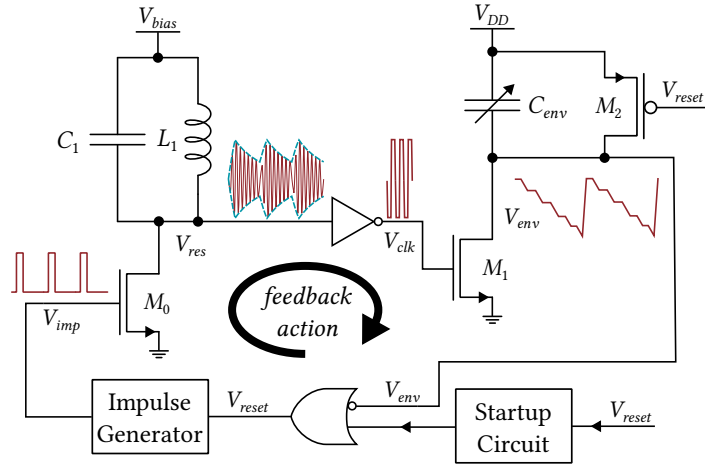 V_bias
V_DD
C_1
L_1
C_env
M_2
V_reset
V_res
V_clk
V_env
M_1
M_0
V_imp
feedback
action
Impulse
Generator
V_reset
V_env
Startup
Circuit
V_reset